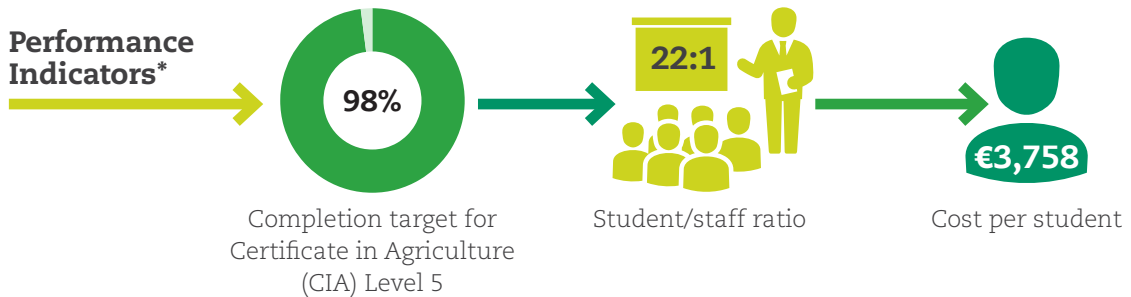 Performance
Indicators*
98%
22:1
€3,758
Completion target for
Certificate in Agriculture
(CIA) Level 5
Student/staff ratio
Cost per student